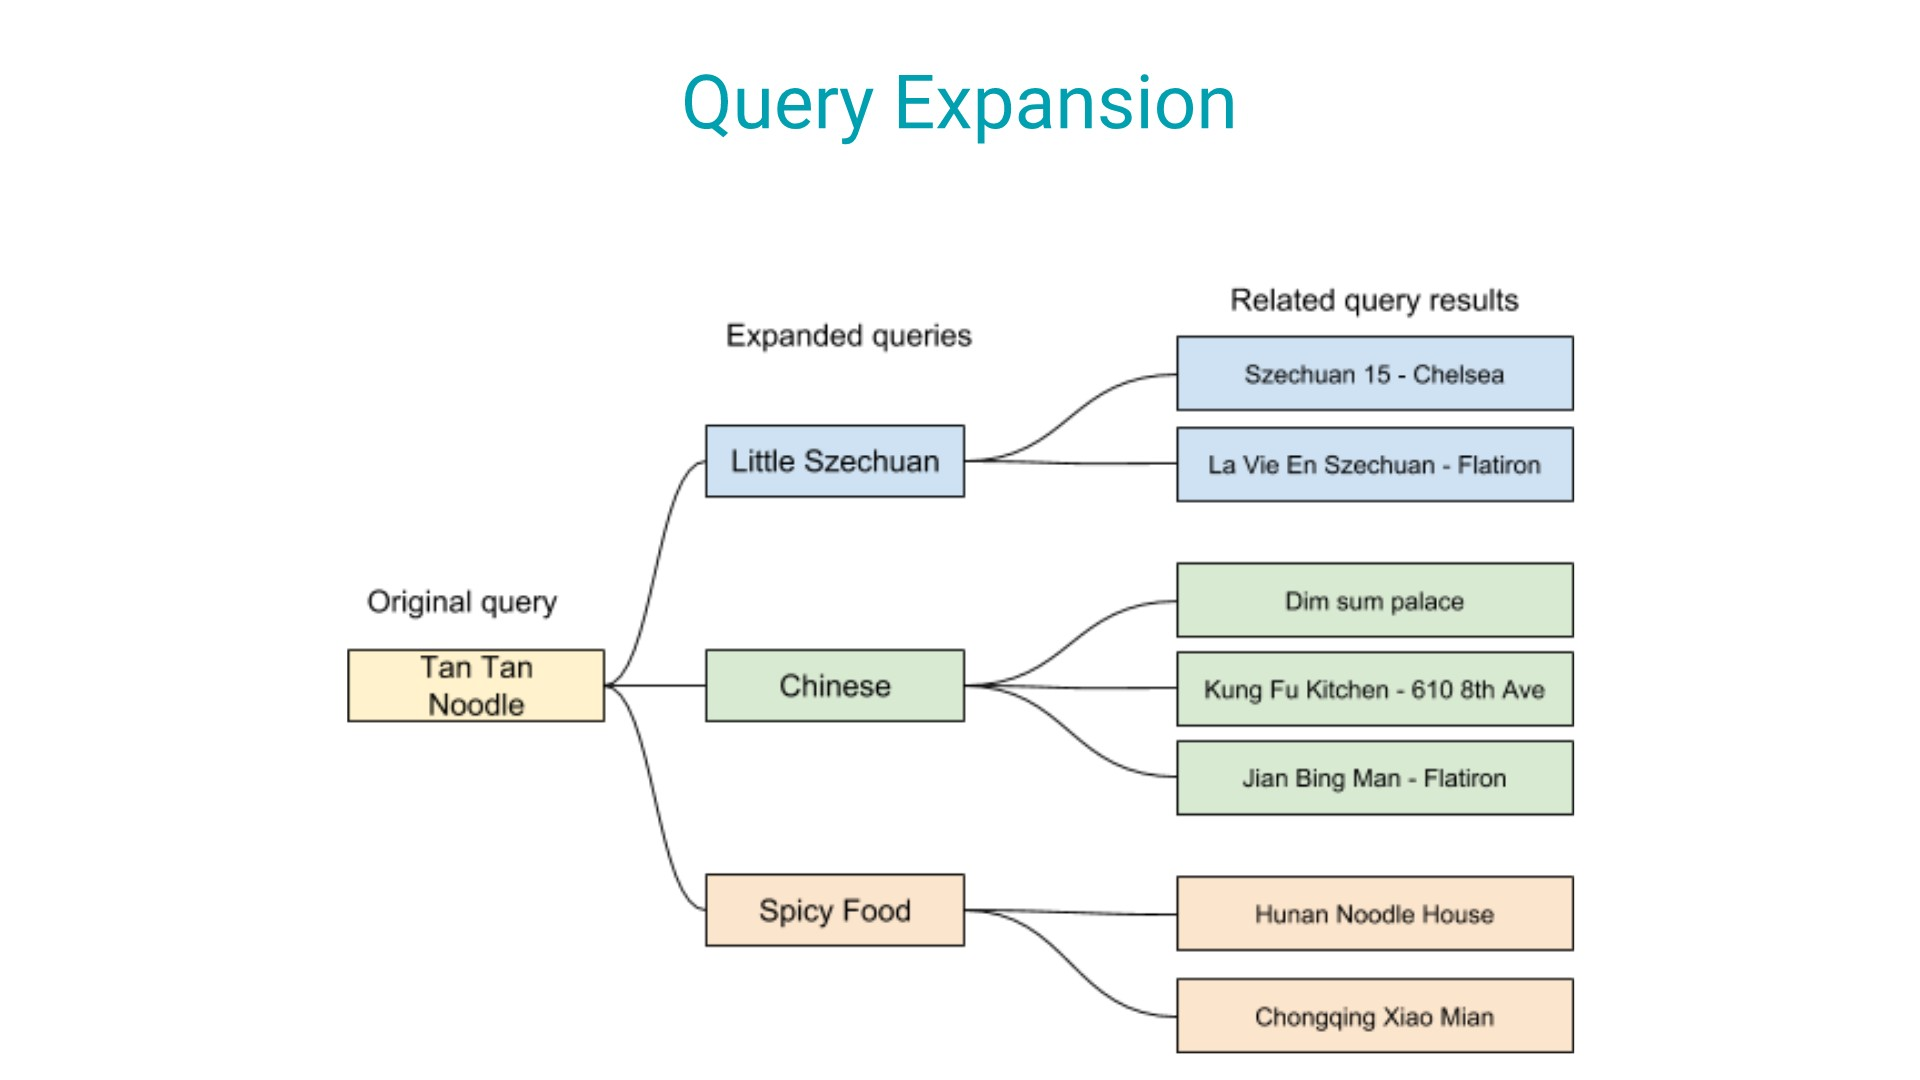 Query Expansion
Related query results
Expanded queries
Szechuan 15 - Chelsea
Little Szechuan
La Vie En Szechuan - Flatiron
Original query
Dim sum palace
Tan Tan
Noodle
Chinese
Kung Fu Kitchen - 610 8th Ave
Jian Bing Man - Flatiron
Spicy Food
Hunan Noodle House
Chongqing Xiao Mian